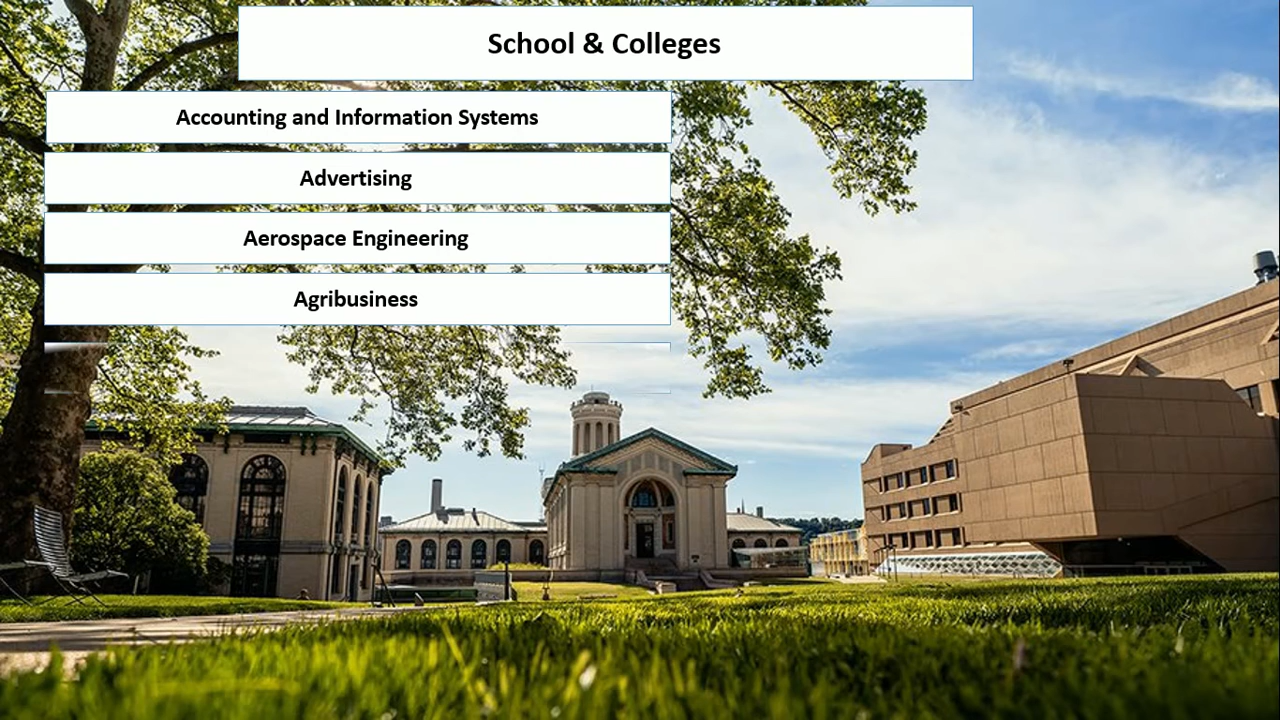 School & Colleges
Accounting and Information Systems
Advertising
Aerospace Engineering
Agribusiness